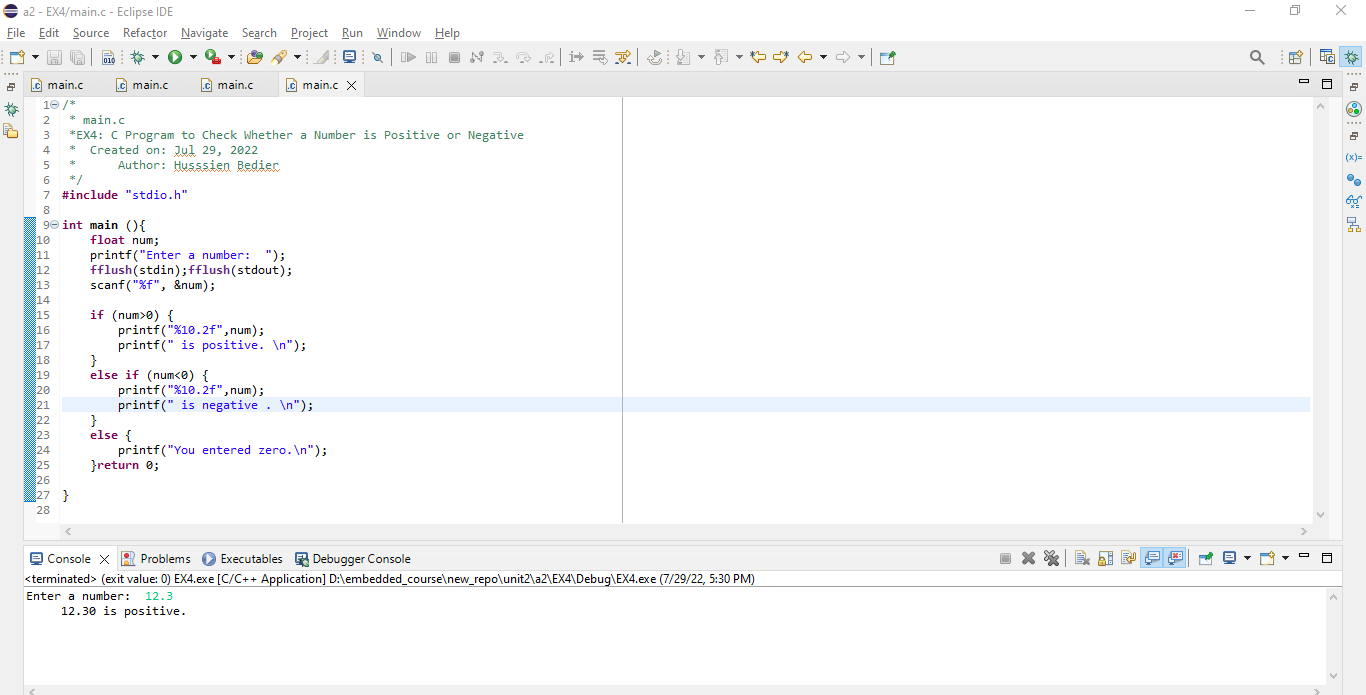 a2 - EX4/main.c - Eclipse IDE
File Edit Source Refactor Navigate Search Project Run Window Help
main.c main.c main.c main.c
1 /*
2  * main.c
3  *EX4: C Program to Check Whether a Number is Positive or Negative
4  *  Created on: Jul 29, 2022
5  *      Author: Husssien Bedier
6  */
7 #include "stdio.h"
8
9 int main (){
10     float num;
11     printf("Enter a number:  ");
12     fflush(stdin);fflush(stdout);
13     scanf("%f", &num);
14
15     if (num>0) {
16         printf("%10.2f",num);
17         printf(" is positive. \n");
18     }
19     else if (num<0) {
20         printf("%10.2f",num);
21         printf(" is negative . \n");
22     }
23     else {
24         printf("You entered zero.\n");
25     }return 0;
26
27 }
28
Console Problems Executables Debugger Console
<terminated> (exit value: 0) EX4.exe [C/C++ Application] D:\embedded_course\new_repo\unit2\a2\EX4\Debug\EX4.exe (7/29/22, 5:30 PM)
Enter a number:  12.3
     12.30 is positive.